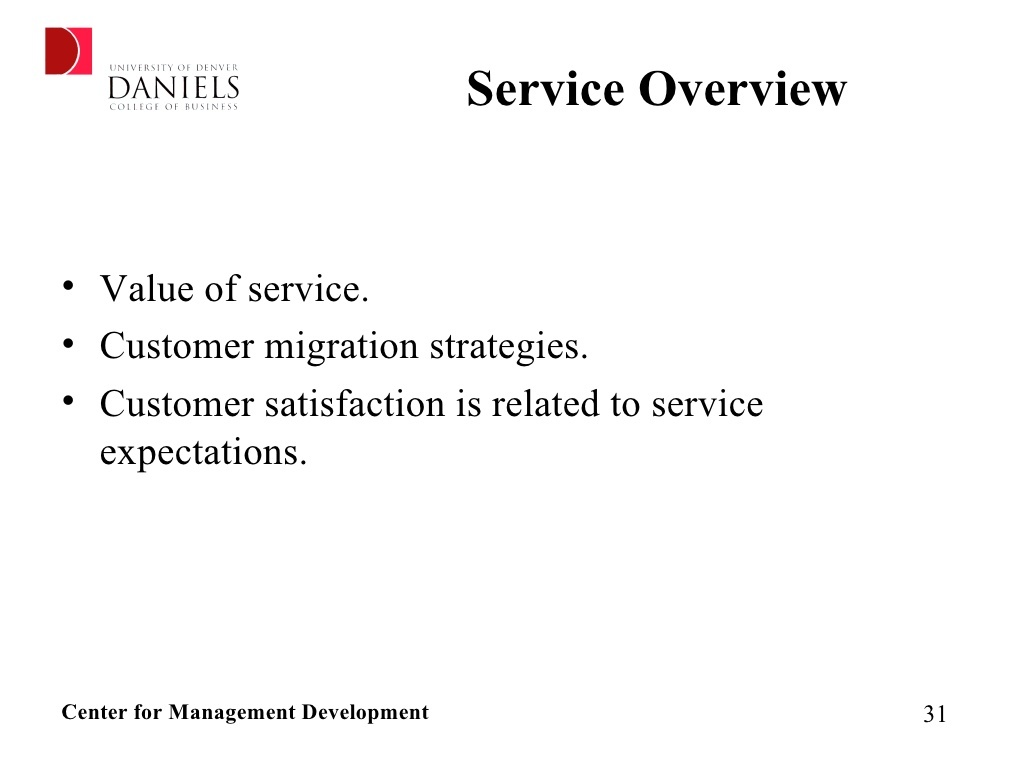 UNIVERSITY OF DENVER
DANIELS
COLLEGE OF BUSINESS
Service Overview
• Value of service.
• Customer migration strategies.
• Customer satisfaction is related to service
expectations.
Center for Management Development
31